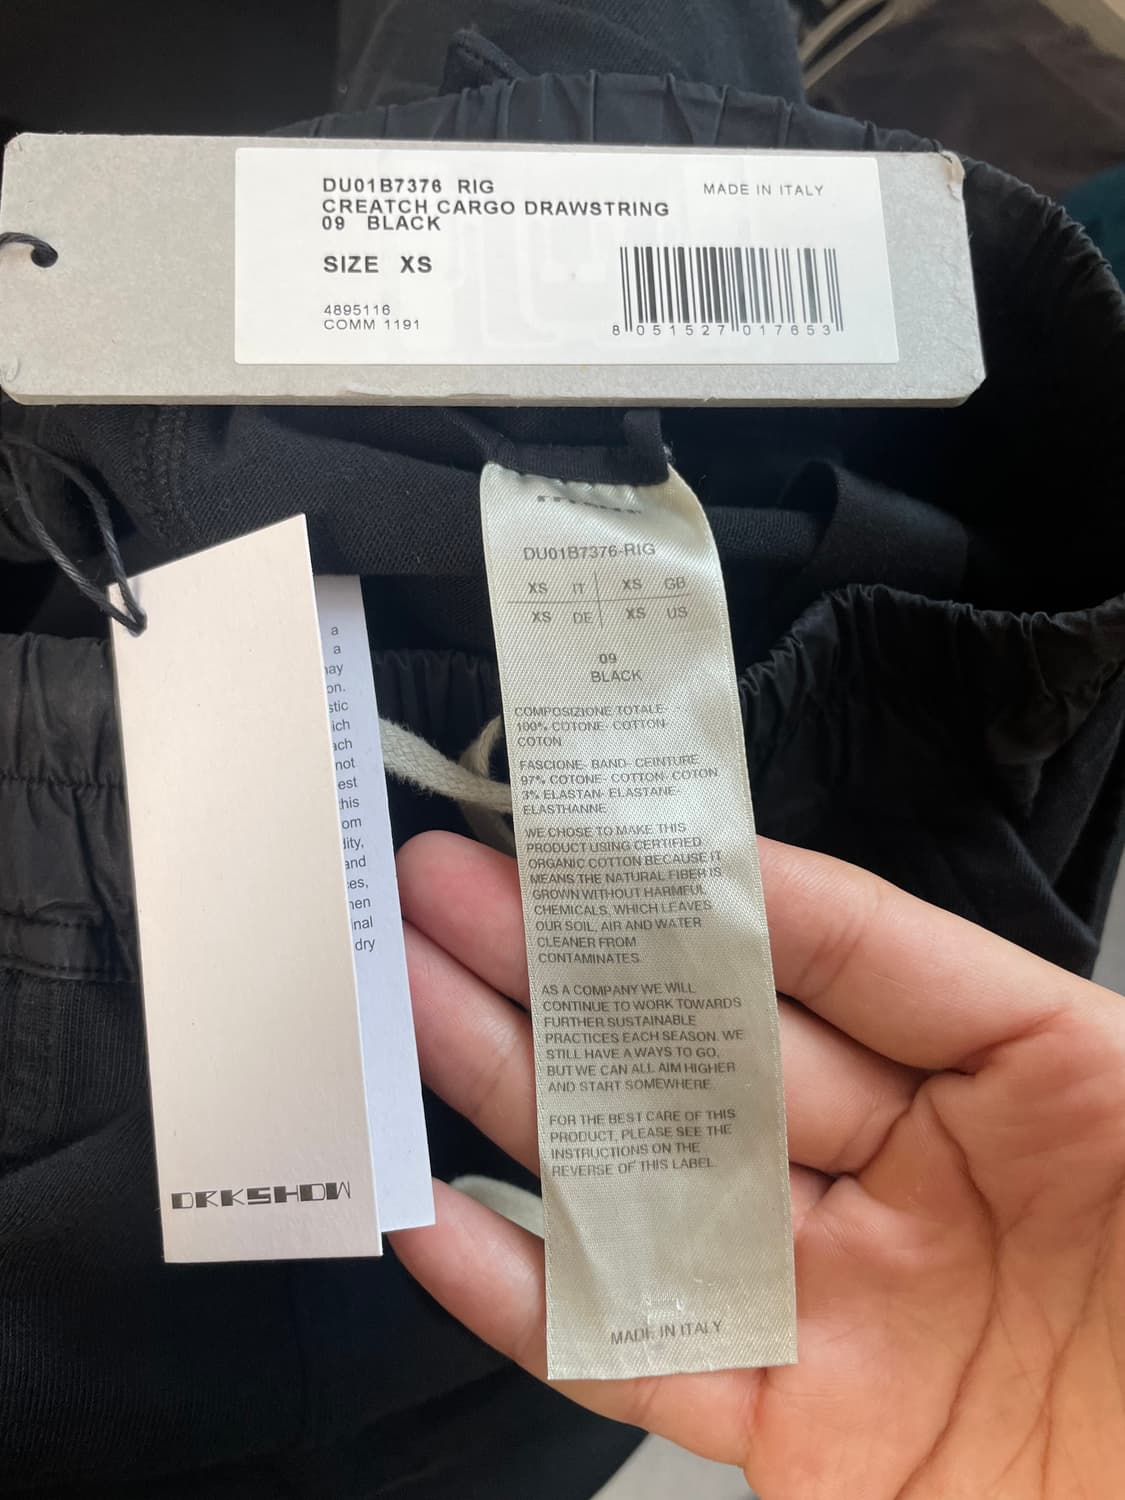 DU01B7376 RIG
CREATCH CARGO DRAWSTRING
09 BLACK
MADE IN ITALY
SIZE XS
4895116
COMM 1191
8 051527 017653
DU01B7376-RIG
XS IT XS GB
XS DE XS US
09
BLACK
COMPOSIZIONE TOTALE-
100% COTONE- COTTON-
COTON
FASCIONE- BAND- CEINTURE
97% COTONE- COTTON- COTON
3% ELASTAN- ELASTANE-
ELASTHANNE
WE CHOSE TO MAKE THIS
PRODUCT USING CERTIFIED
ORGANIC COTTON BECAUSE IT
MEANS THE NATURAL FIBER IS
GROWN WITHOUT HARMFUL
CHEMICALS, WHICH LEAVES
OUR SOIL, AIR AND WATER
CLEANER FROM
CONTAMINATES.
AS A COMPANY WE WILL
CONTINUE TO WORK TOWARDS
FURTHER SUSTAINABLE
PRACTICES EACH SEASON. WE
STILL HAVE A WAYS TO GO,
BUT WE CAN ALL AIM HIGHER
AND START SOMEWHERE.
FOR THE BEST CARE OF THIS
PRODUCT, PLEASE SEE THE
INSTRUCTIONS ON THE
REVERSE OF THIS LABEL.
MADE IN ITALY
a
a
on.
not
and
dry
DRKSHDW